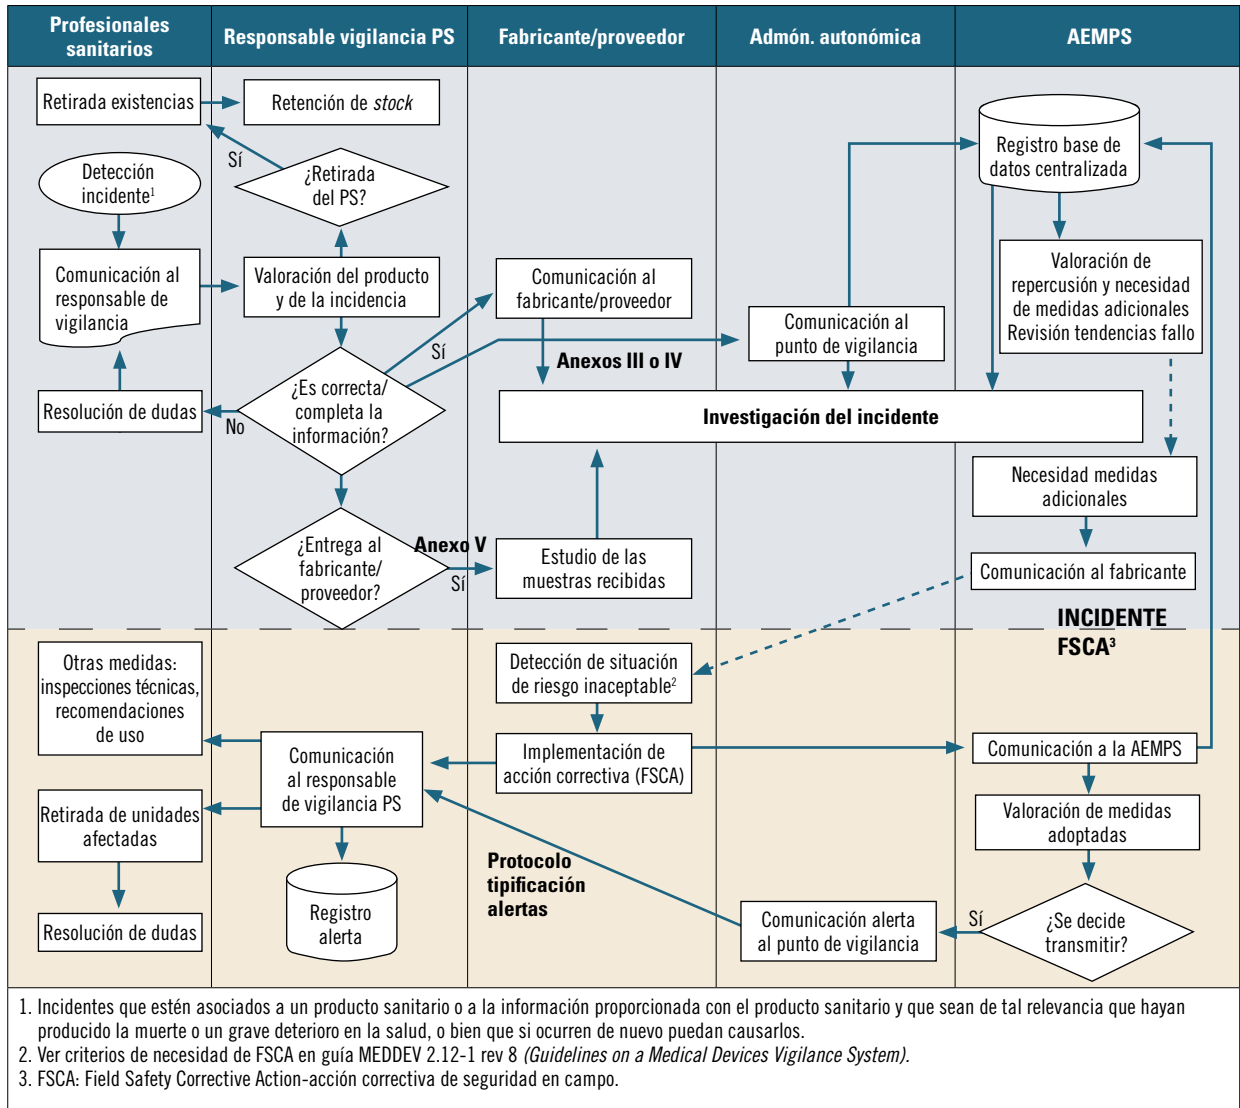 Profesionales
sanitarios
Responsable vigilancia PS
Fabricante/proveedor
Admón. autonómica
AEMPS
Retirada existencias
Retención de stock
Sí
¿Retirada
del PS?
Detección
incidente1
Comunicación al
responsable de
vigilancia
Valoración del producto
y de la incidencia
Comunicación al
fabricante/proveedor
Comunicación al
punto de vigilancia
Registro base de
datos centralizada
Valoración de
repercusión y necesidad
de medidas adicionales
Revisión tendencias fallo
Sí
Anexos III o IV
¿Es correcta/
completa la
información?
No
Resolución de dudas
Investigación del incidente
Necesidad medidas
adicionales
¿Entrega al
fabricante/
proveedor?
Anexo V
Sí
Estudio de las
muestras recibidas
Comunicación al fabricante
INCIDENTE
FSCA3
Otras medidas:
inspecciones técnicas,
recomendaciones
de uso
Detección de situación
de riesgo inaceptable2
Implementación de
acción correctiva (FSCA)
Comunicación a la AEMPS
Comunicación
al responsable
de vigilancia PS
Retirada de unidades
afectadas
Valoración de medidas
adoptadas
Protocolo
tipificación
alertas
Registro
alerta
Resolución de dudas
Comunicación alerta
al punto de vigilancia
Sí
¿Se decide
transmitir?
1. Incidentes que estén asociados a un producto sanitario o a la información proporcionada con el producto sanitario y que sean de tal relevancia que hayan
producido la muerte o un grave deterioro en la salud, o bien que si ocurren de nuevo puedan causarlos.
2. Ver criterios de necesidad de FSCA en guía MEDDEV 2.12-1 rev 8 (Guidelines on a Medical Devices Vigilance System).
3. FSCA: Field Safety Corrective Action-acción correctiva de seguridad en campo.